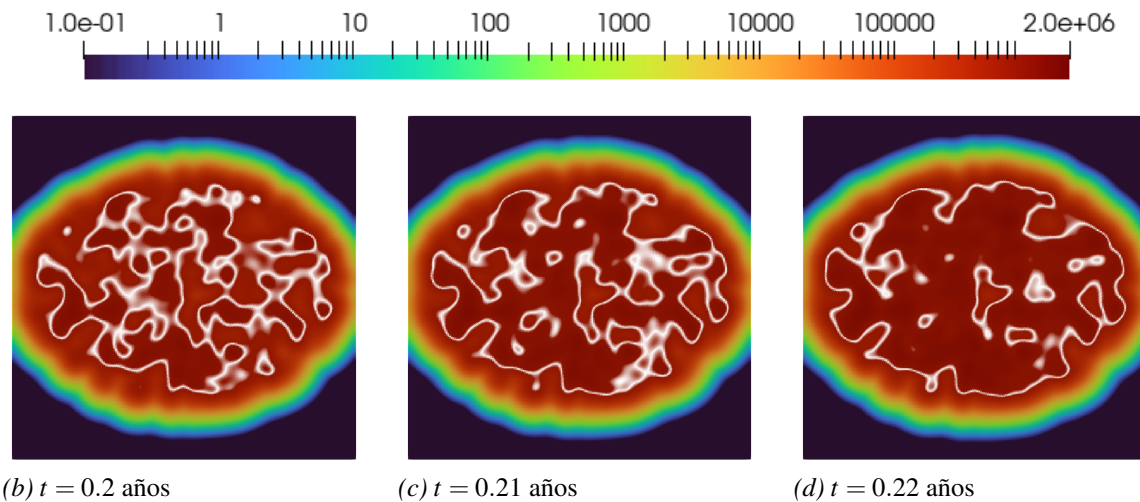 1.0e-01 1 10 100 1000 10000 100000 2.0e+06
(b) t = 0.2 años (c) t = 0.21 años (d) t = 0.22 años